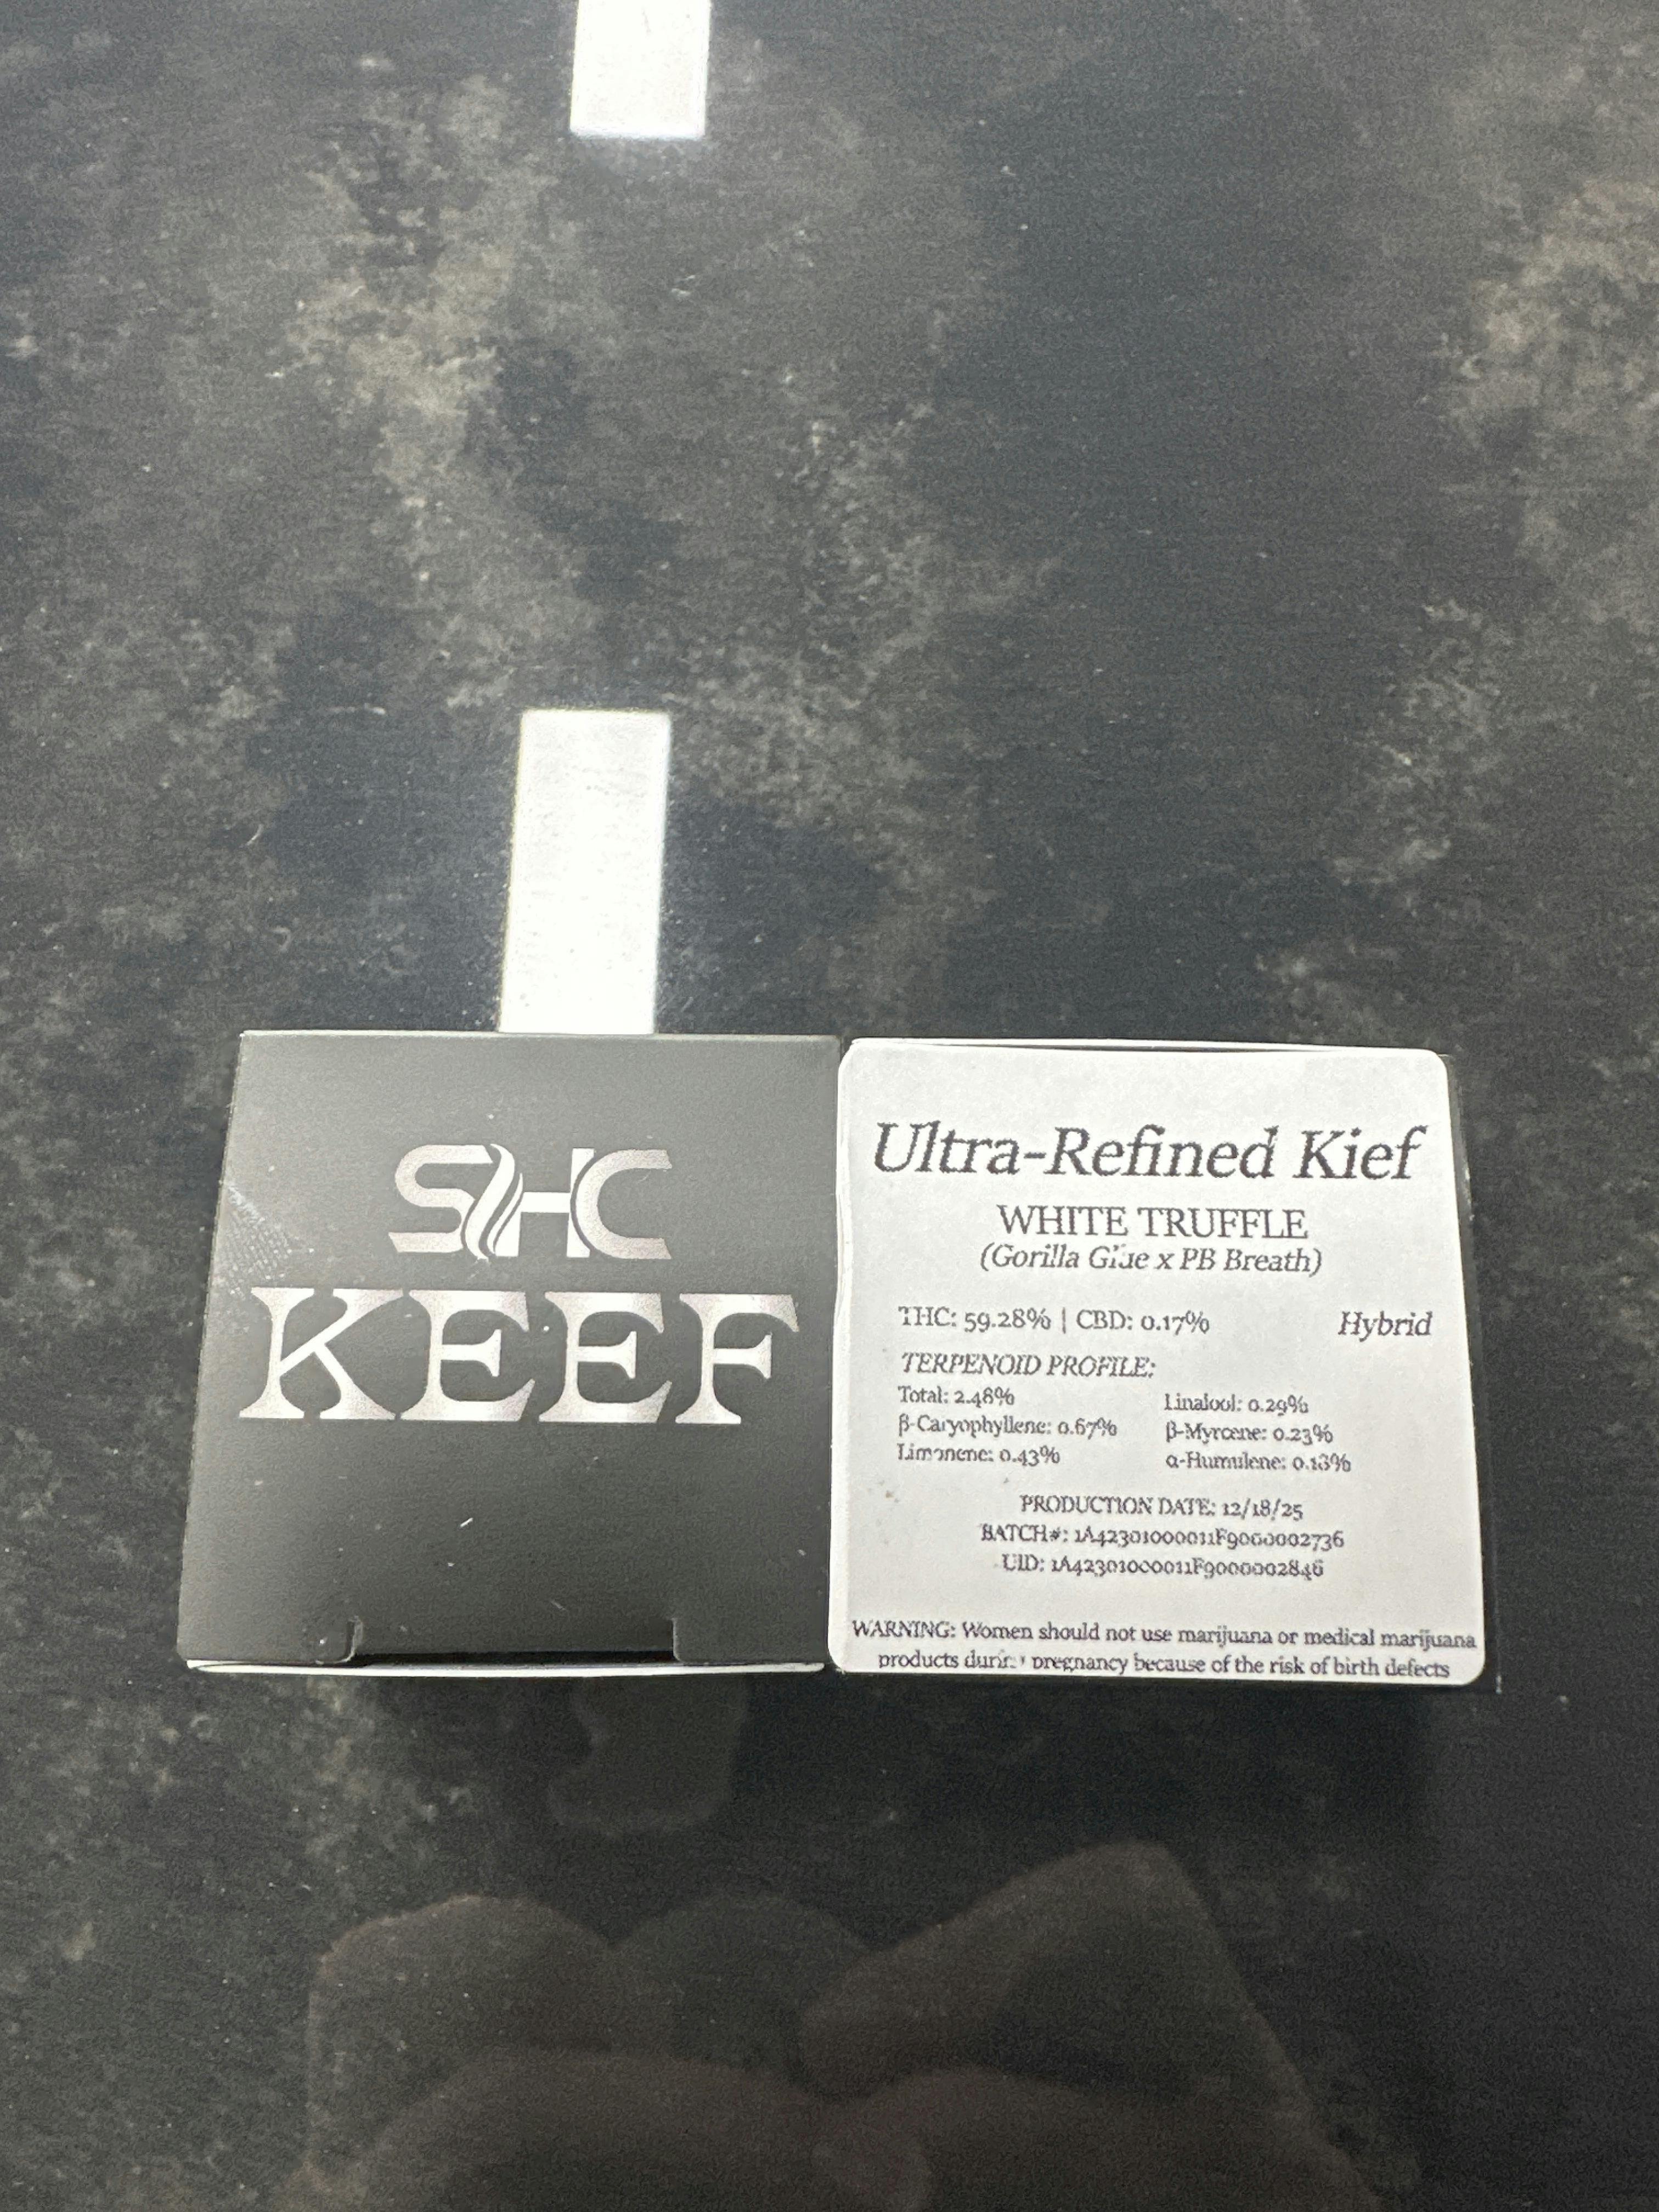 SHC
KEEF
Ultra-Refined Kief
WHITE TRUFFLE
(Gorilla Glue x PB Breath)
THC: 59.28% | CBD: 0.17% Hybrid
TERPENOID PROFILE:
Total: 2.48% Linalool: 0.29%
β-Caryophyllene: 0.67% β-Myrcene: 0.23%
Limonene: 0.43% α-Humulene:
PRODUCTION DATE: 12/18/25
BATCH#: 1A42301000011F9000002736
UID: 1A42301000011F9000002846
WARNING: Women should not use marijuana or medical marijuana
products during pregnancy because of the risk of birth defects